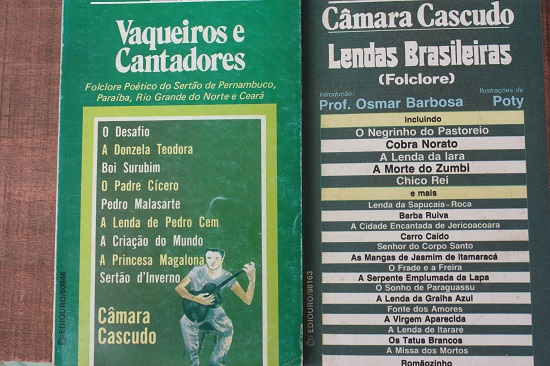 Vaqueiros e
Cantadores
Folclore Poético do Sertão de Pernambuco,
Paraíba, Rio Grande do Norte e Ceará
O Desafio
A Donzela Teodora
Boi Surubim
O Padre Cícero
Pedro Malasarte
A Lenda de Pedro Cem
A Criação do Mundo
A Princesa Magalona
Sertão d'Inverno
Câmara
Cascudo
EDIOURO/60946
Câmara Cascudo
Lendas Brasileiras
(Folclore)
Introdução:
Prof. Osmar Barbosa
Ilustrações de
Poty
incluindo
O Negrinho do Pastoreio
Cobra Norato
A Lenda da Iara
A Morte do Zumbi
Chico Rei
e mais
Lenda da Sapucaia-Roca
Barba Ruiva
A Cidade Encantada de Jericoacoara
Carro Caído
Senhor do Corpo Santo
As Mangas de Jasmim de Itamaracá
O Frade e a Freira
A Serpente Emplumada da Lapa
O Sonho de Paraguassu
A Lenda da Gralha Azul
Fonte dos Amores
A Virgem Aparecida
A Lenda de Itararé
Os Tatus Brancos
A Missa dos Mortos
Romãozinho
EDIOURO/98163